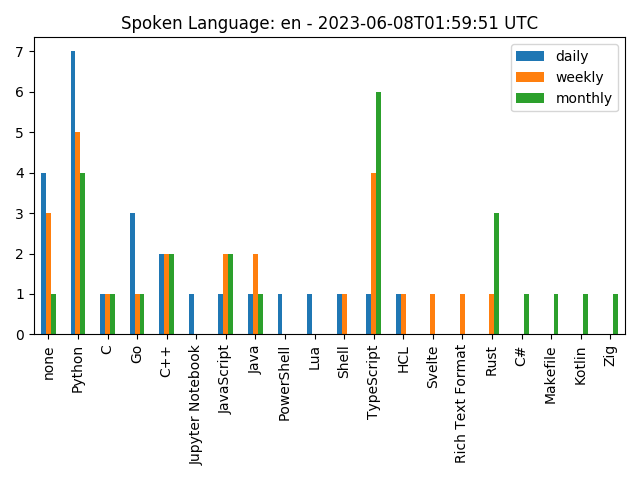 Spoken Language: en - 2023-06-08T01:59:51 UTC
daily
weekly
monthly
7
6
5
4
3
2
1
0
none
Python
C
Go
C++
Jupyter Notebook
JavaScript
Java
PowerShell
Lua
Shell
TypeScript
HCL
Svelte
Rich Text Format
Rust
C#
Makefile
Kotlin
Zig